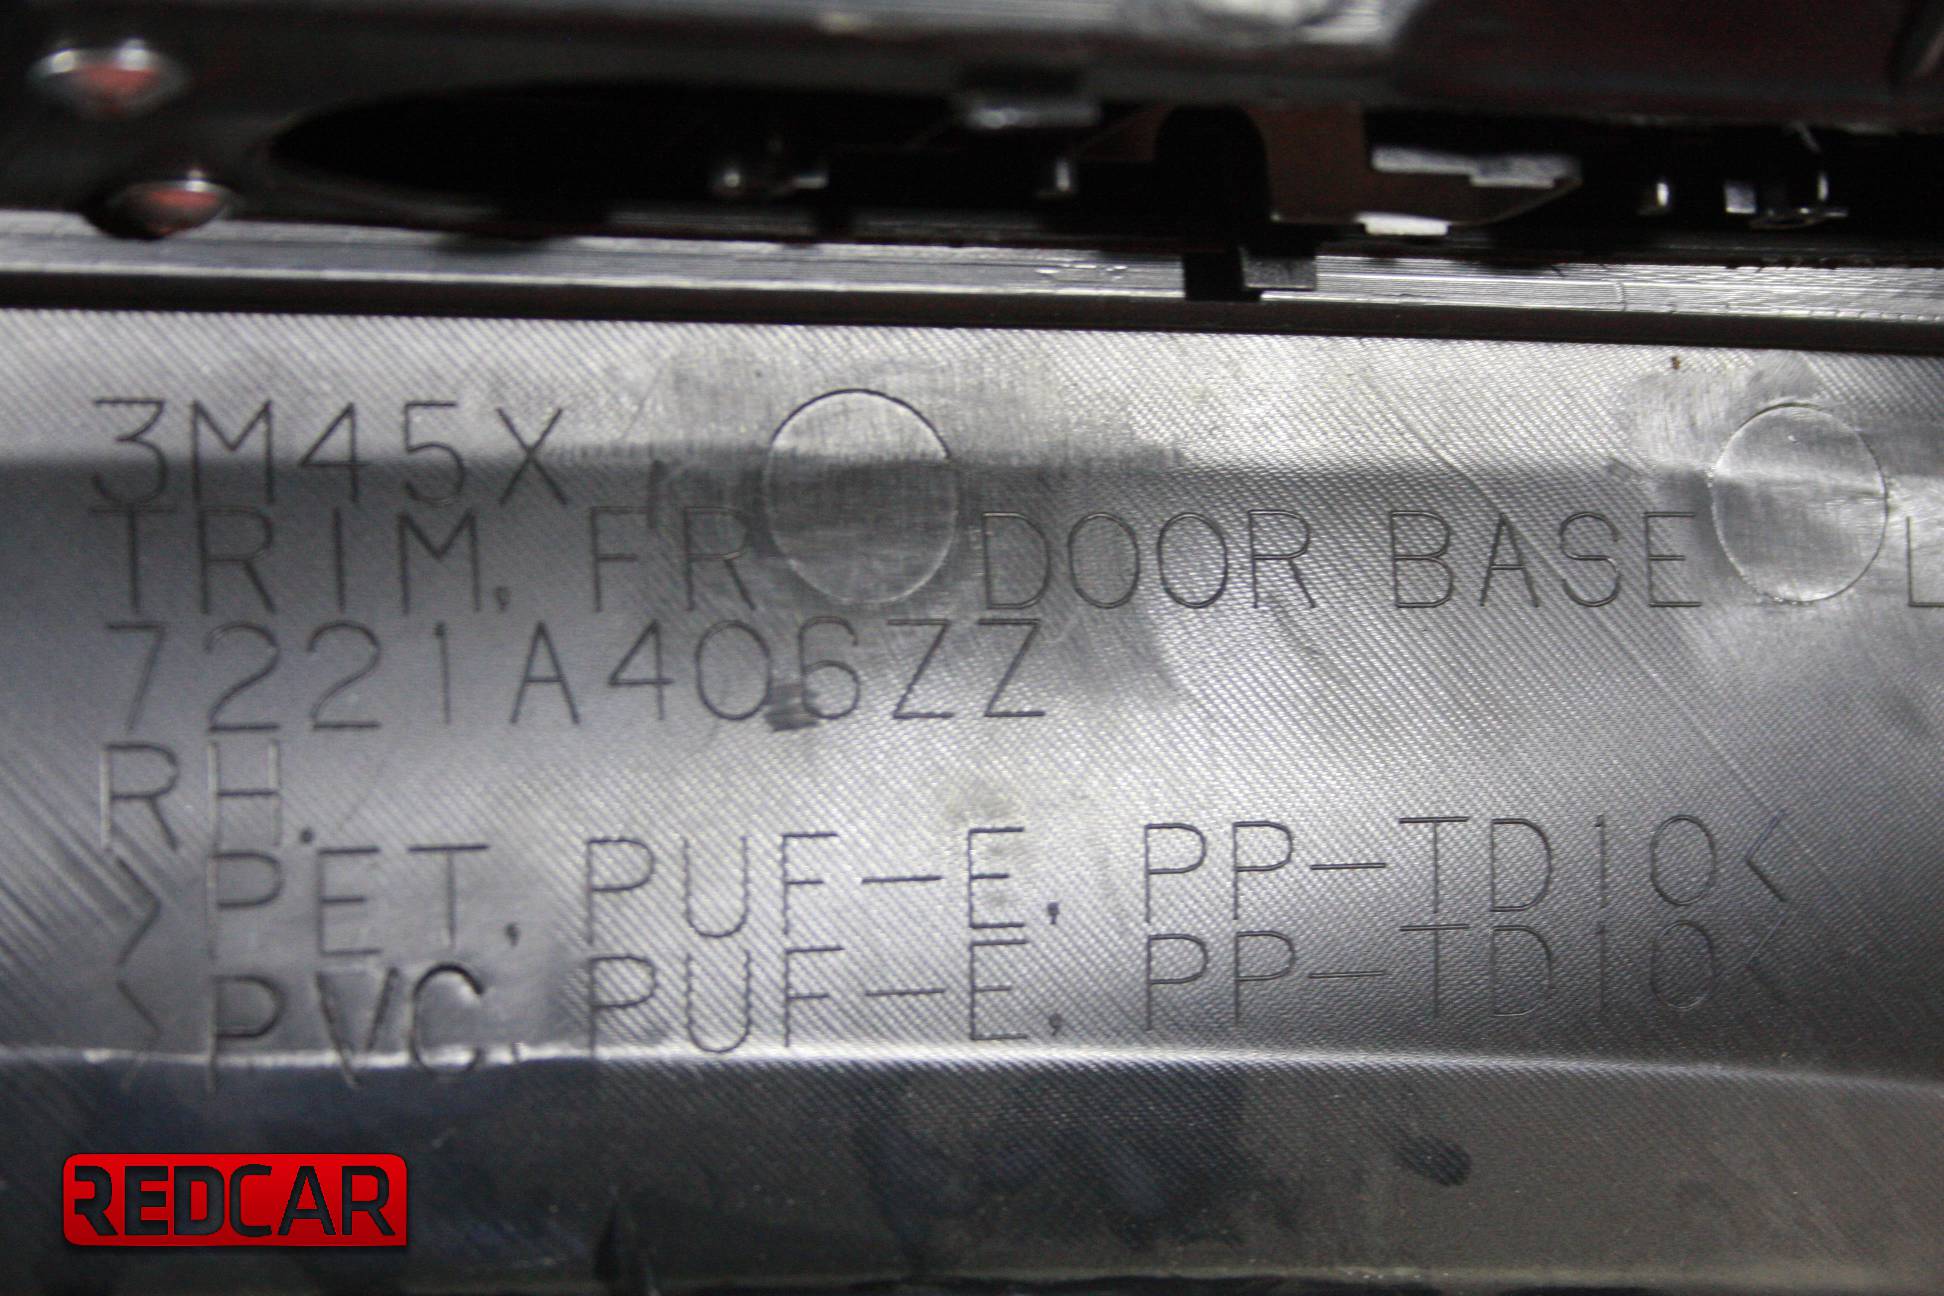 3M45X
TRIM, FR DOOR BASE L
7221A406ZZ
RH.
>PET, PUF-E, PP-TD10<
>PVC, PUF-E, PP-TD10<
REDCAR